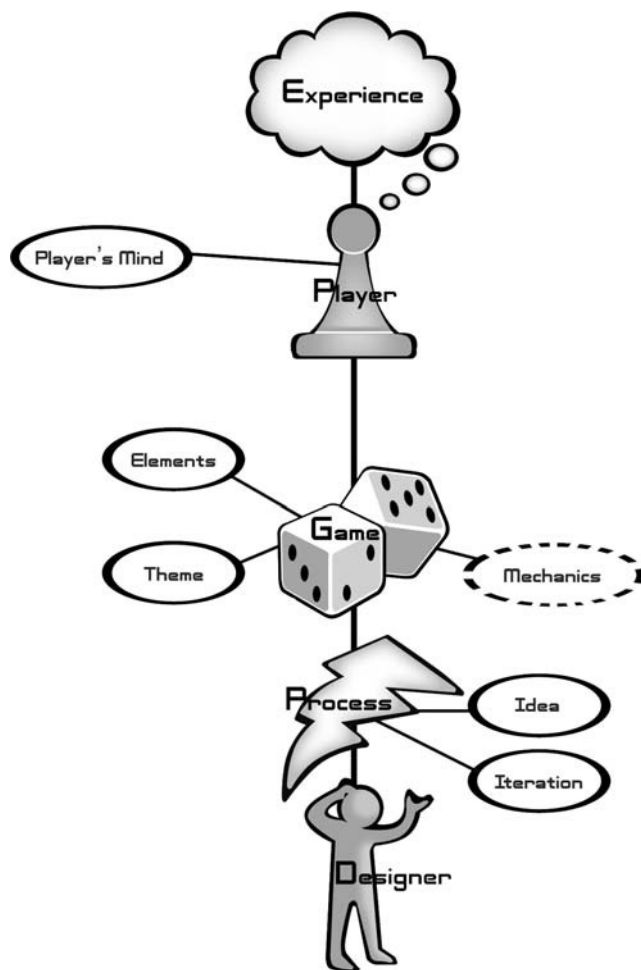 Experience
Player's Mind
Player
Elements
Game
Theme
Mechanics
Process
Idea
Iteration
Designer